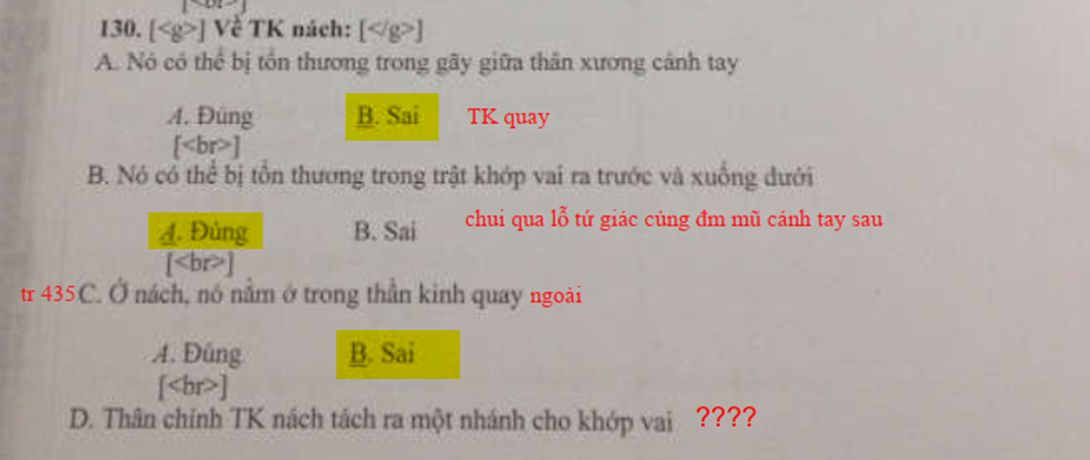 130. [<g>] Về TK nách: [</g>]
A. Nó có thể bị tổn thương trong gãy giữa thân xương cánh tay
A. Đúng B. Sai TK quay
[<br>]
B. Nó có thể bị tổn thương trong trật khớp vai ra trước và xuống dưới
A. Đúng B. Sai chui qua lỗ tứ giác cùng đm mũ cánh tay sau
[<br>]
tr 435 C. Ở nách, nó nằm ở trong thần kinh quay ngoài
A. Đúng B. Sai
[<br>]
D. Thân chính TK nách tách ra một nhánh cho khớp vai ????